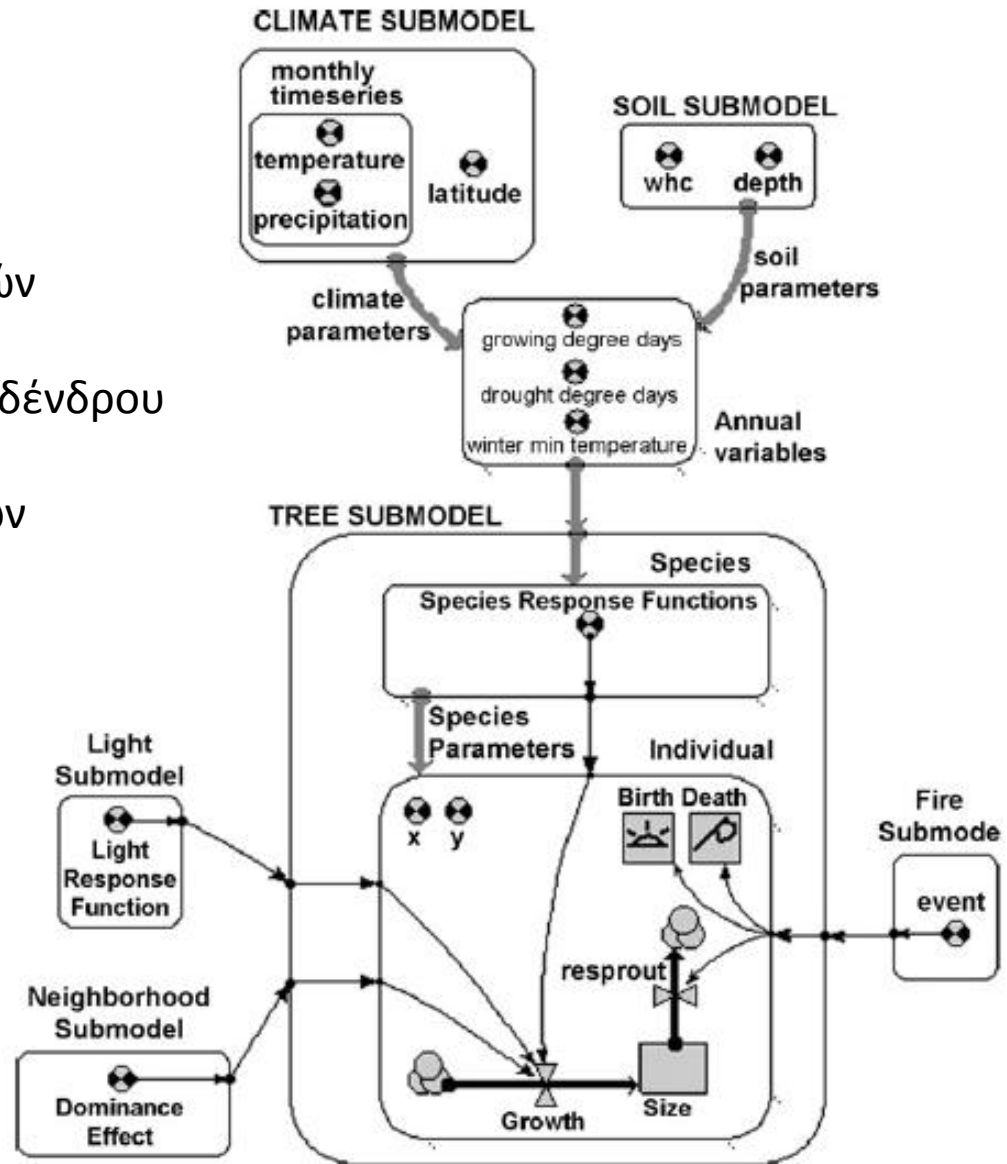 CLIMATE SUBMODEL
monthly
timeseries
temperature
precipitation
latitude
SOIL SUBMODEL
whc depth
climate
parameters
soil
parameters
growing degree days
drought degree days
winter min temperature
Annual
variables
δένδρου
TREE SUBMODEL
Species
Species Response Functions
Species
Parameters
Individual
Light
Submodel
Light
Response
Function
x y
Birth Death
Fire
Submode
event
resprout
Neighborhood
Submodel
Dominance
Effect
Growth
Size